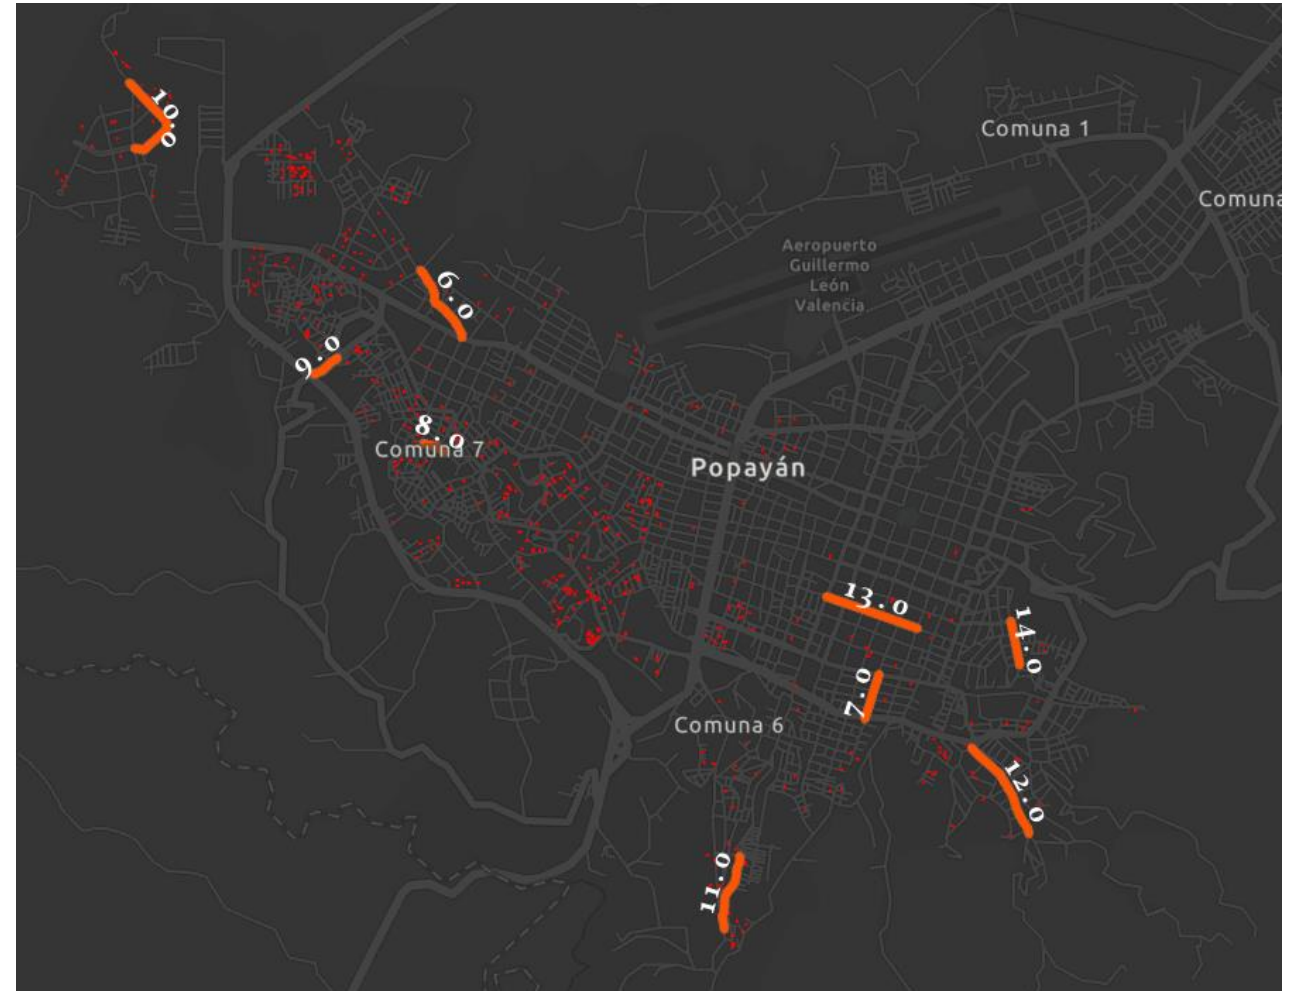 10.0
Comuna 1
Comuna
Aeropuerto
Guillermo
León
Valencia
6.0
9.0
8.0
Comuna 7
Popayán
13.0
14.0
7.0
Comuna 6
12.0
11.0